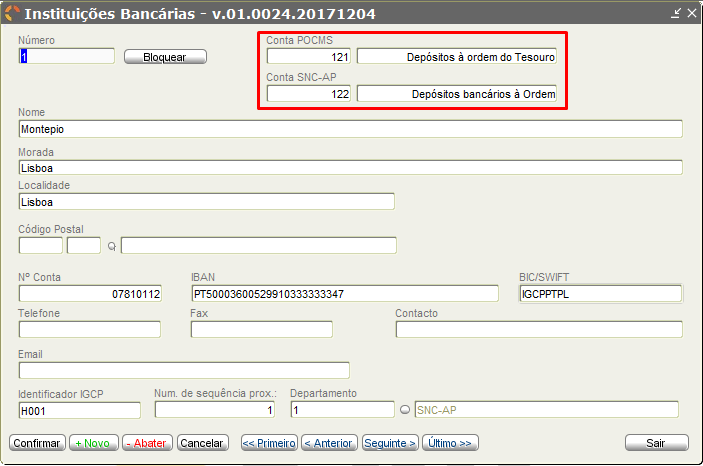 Instituições Bancárias - v.01.0024.20171204
Número
1 Bloquear
Conta POCMS
121 Depósitos à ordem do Tesouro
Conta SNC-AP
122 Depósitos bancários à Ordem
Nome
Montepio
Morada
Lisboa
Localidade
Lisboa
Código Postal
Nº Conta IBAN BIC/SWIFT
07810112 PT50003600529910333333347 IGCPPTPL
Telefone Fax Contacto
Email
Identificador IGCP Num. de sequência prox.: Departamento
H001 1 1 SNC-AP
Confirmar + Novo - Abater Cancelar << Primeiro < Anterior Seguinte > Último >> Sair